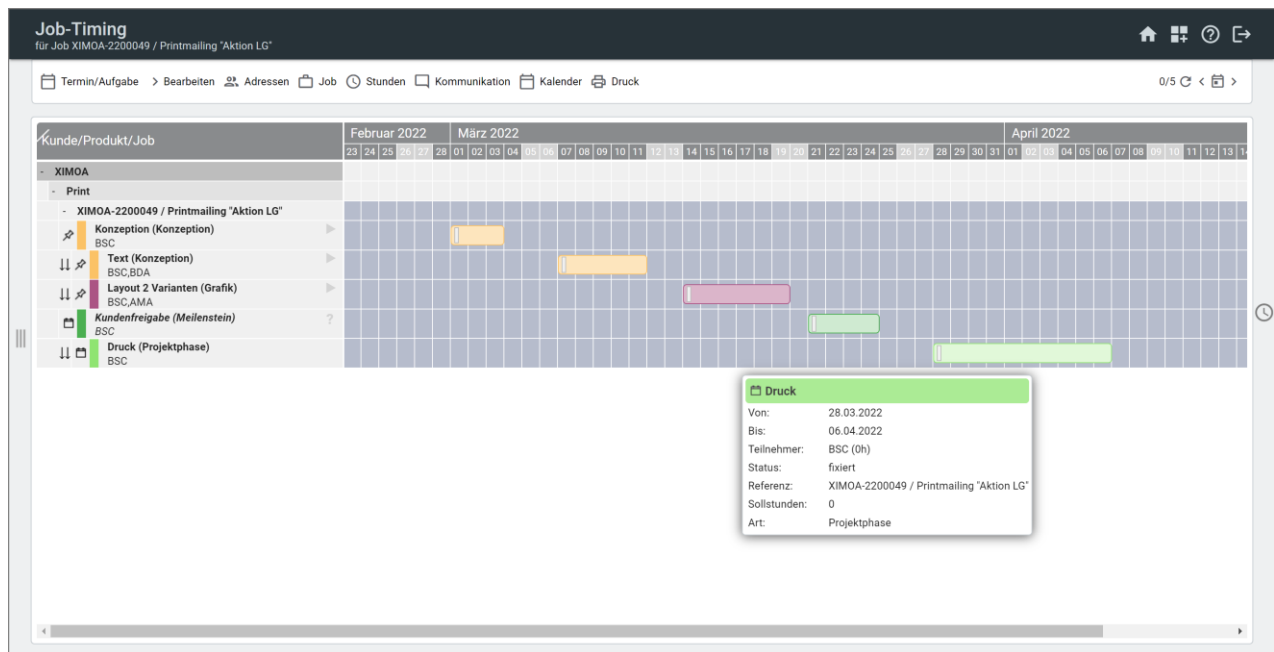 Job-Timing
für Job XIMOA-2200049 / Printmailing "Aktion LG"
Termin/Aufgabe Bearbeiten Adressen Job Stunden Kommunikation Kalender Druck 0/5
Kunde/Produkt/Job
Februar 2022 März 2022 April 2022
23 24 25 26 27 28 01 02 03 04 05 06 07 08 09 10 11 12 13 14 15 16 17 18 19 20 21 22 23 24 25 26 27 28 29 30 31 01 02 03 04 05 06 07 08 09 10 11 12 13
- XIMOA
- Print
- XIMOA-2200049 / Printmailing "Aktion LG"
Konzeption (Konzeption)
BSC
Text (Konzeption)
BSC,BDA
Layout 2 Varianten (Grafik)
BSC,AMA
Kundenfreigabe (Meilenstein) ?
BSC
Druck (Projektphase)
BSC
Druck
Von: 28.03.2022
Bis: 06.04.2022
Teilnehmer: BSC (0h)
Status: fixiert
Referenz: XIMOA-2200049 / Printmailing "Aktion LG"
Sollstunden: 0
Art: Projektphase